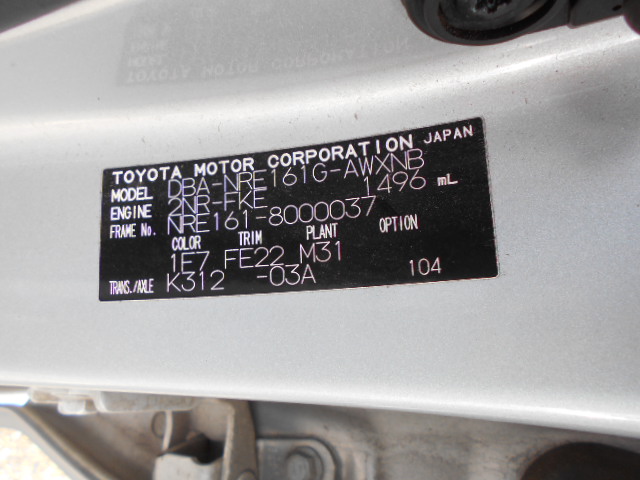 TOYOTA MOTOR CORPORATION JAPAN
MODEL DBA-NRE161G-AWXNB
ENGINE 2NR-FKE 1496 mL
FRAME No. NRE161-8000037
COLOR TRIM PLANT OPTION
1F7 FE22 M31
TRANS./AXLE K312 -03A 104